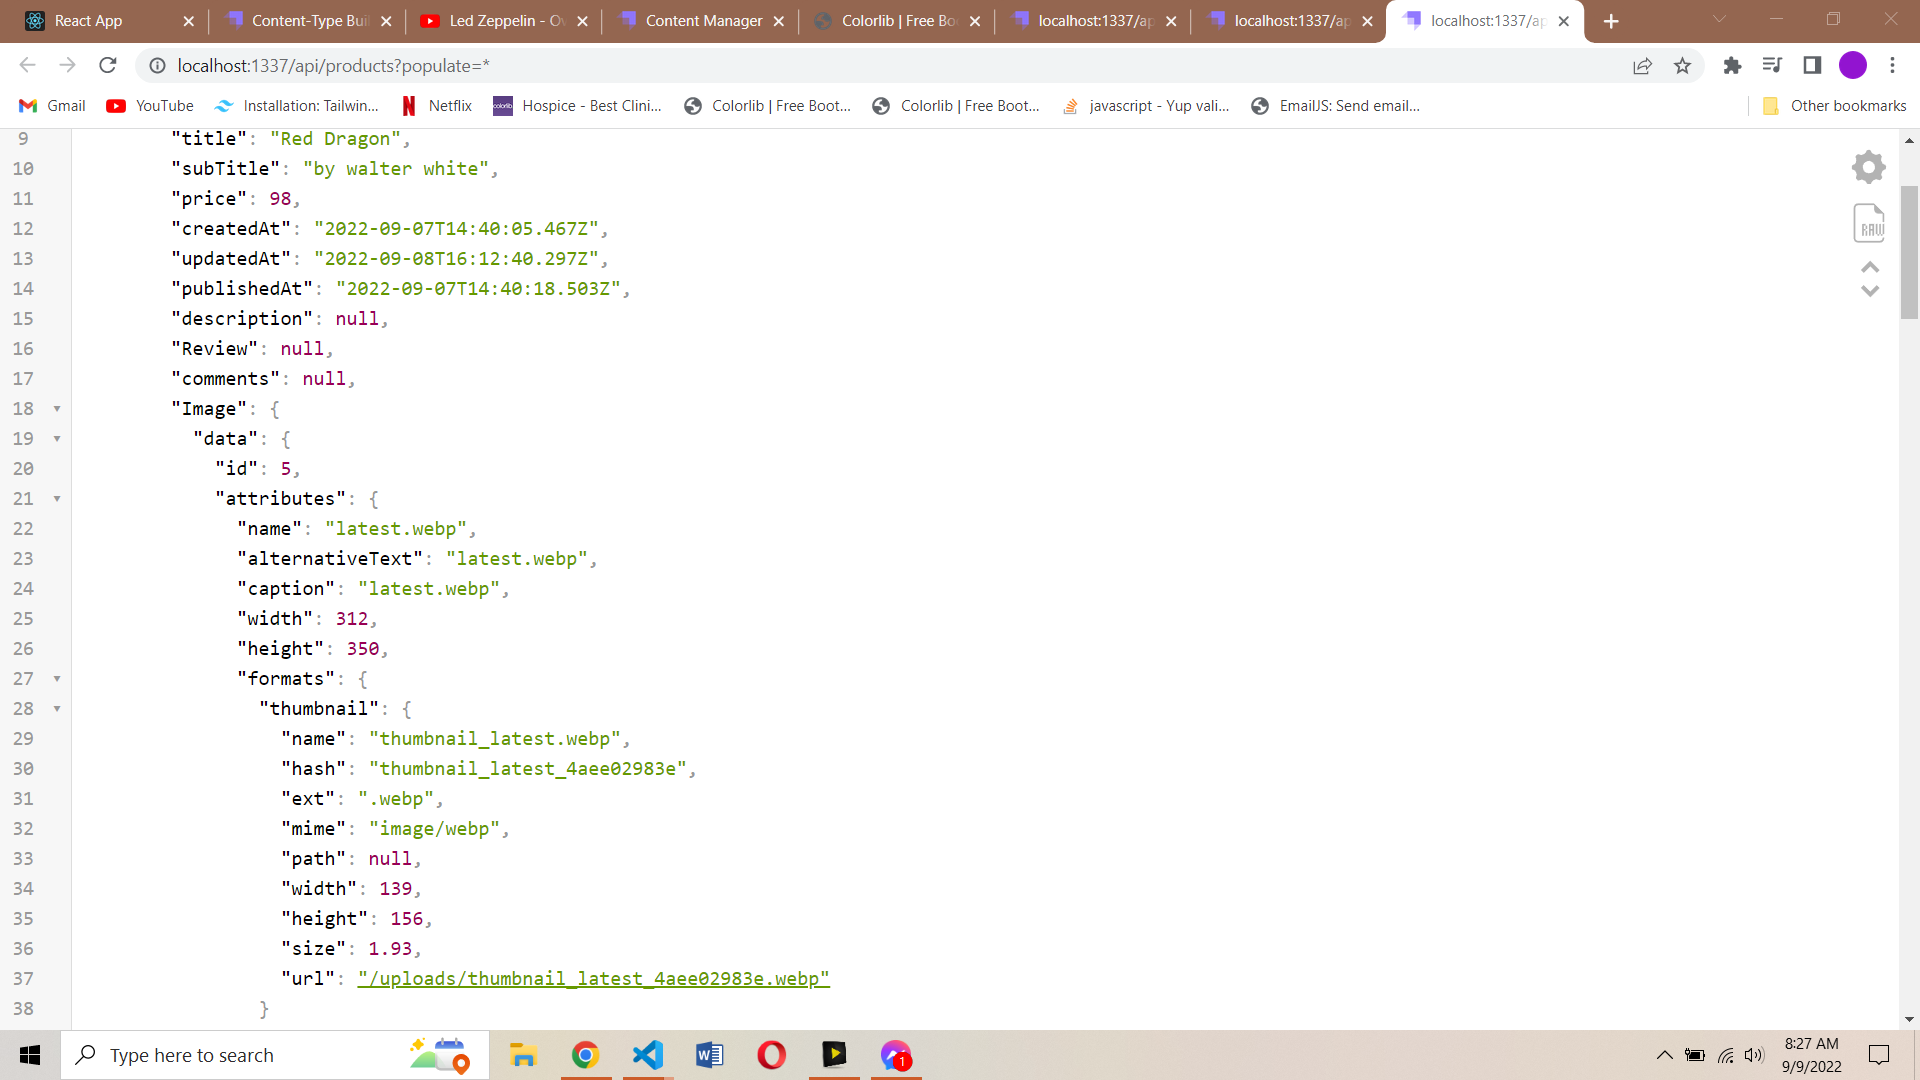 React App
Content-Type Buil
Led Zeppelin - Ov
Content Manager
Colorlib | Free Bo
localhost:1337/ap
localhost:1337/ap
localhost:1337/ap
localhost:1337/api/products?populate=*
Gmail
YouTube
Installation: Tailwin...
Netflix
colorlib
Hospice - Best Clini...
Colorlib | Free Boot...
Colorlib | Free Boot...
javascript - Yup vali...
EmailJS: Send email...
Other bookmarks
9 "title": "Red Dragon",
10 "subTitle": "by walter white",
11 "price": 98,
12 "createdAt": "2022-09-07T14:40:05.467Z",
13 "updatedAt": "2022-09-08T16:12:40.297Z",
14 "publishedAt": "2022-09-07T14:40:18.503Z",
15 "description": null,
16 "Review": null,
17 "comments": null,
18 "Image": {
19 "data": {
20 "id": 5,
21 "attributes": {
22 "name": "latest.webp",
23 "alternativeText": "latest.webp",
24 "caption": "latest.webp",
25 "width": 312,
26 "height": 350,
27 "formats": {
28 "thumbnail": {
29 "name": "thumbnail_latest.webp",
30 "hash": "thumbnail_latest_4aee02983e",
31 "ext": ".webp",
32 "mime": "image/webp",
33 "path": null,
34 "width": 139,
35 "height": 156,
36 "size": 1.93,
37 "url": "/uploads/thumbnail_latest_4aee02983e.webp"
38 }
RAW
Type here to search
1
8:27 AM
9/9/2022